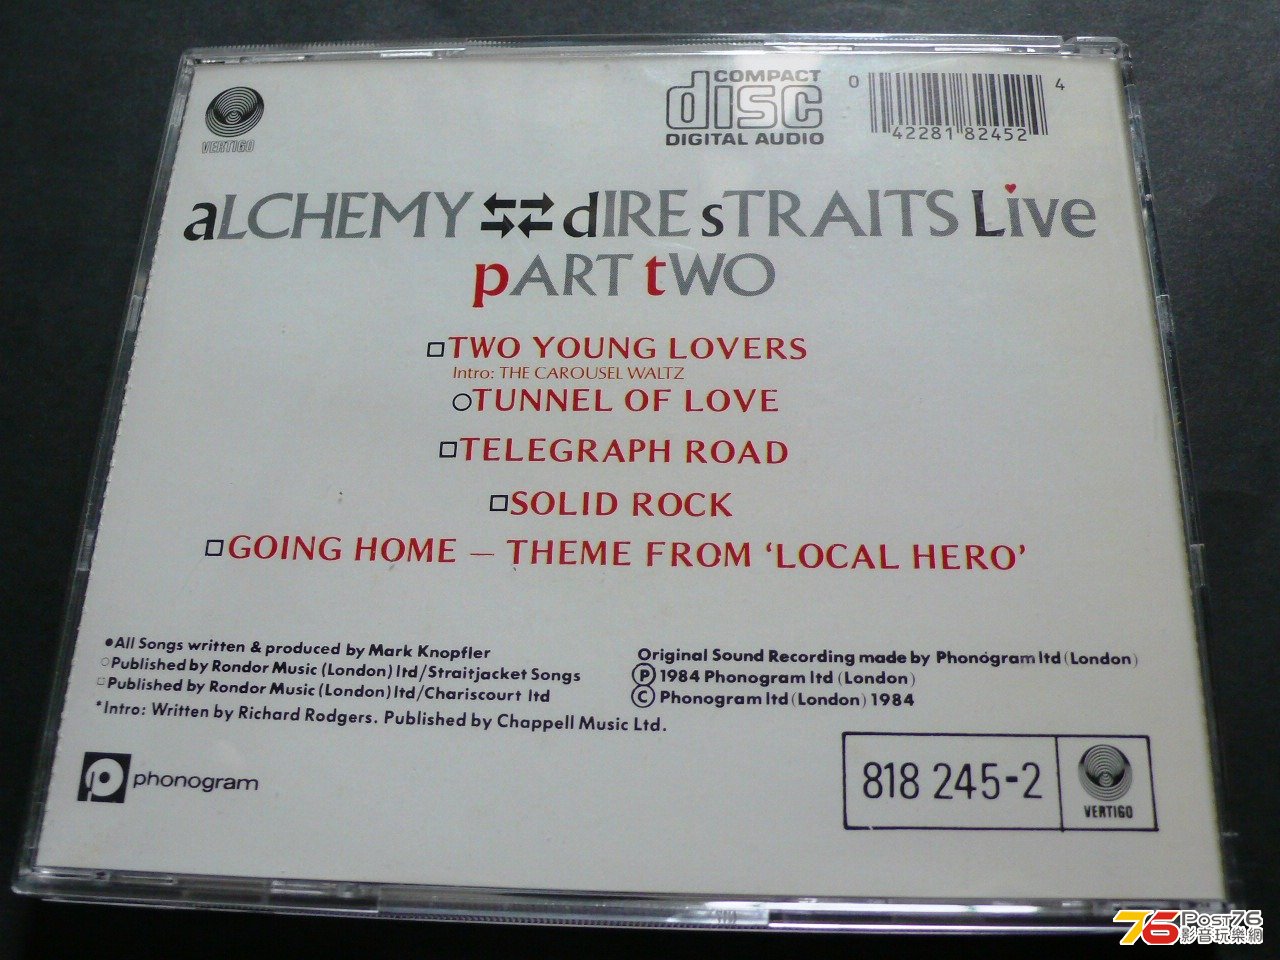 VERTIGO
COMPACT
disc
DIGITAL AUDIO
0 42281 82452 4
aLCHEMY dIRE sTRAITS Live
pART tWO
TWO YOUNG LOVERS
Intro: THE CAROUSEL WALTZ
TUNNEL OF LOVE
TELEGRAPH ROAD
SOLID ROCK
GOING HOME – THEME FROM ‘LOCAL HERO’
All Songs written & produced by Mark Knopfler
Published by Rondor Music (London) ltd/Straitjacket Songs
Published by Rondor Music (London) ltd/Chariscourt ltd
*Intro: Written by Richard Rodgers. Published by Chappell Music Ltd.
Original Sound Recording made by Phonogram ltd (London)
Ⓟ 1984 Phonogram ltd (London)
© Phonogram ltd (London) 1984
phonogram
818 245-2
VERTIGO
76 Post76
影音玩樂網